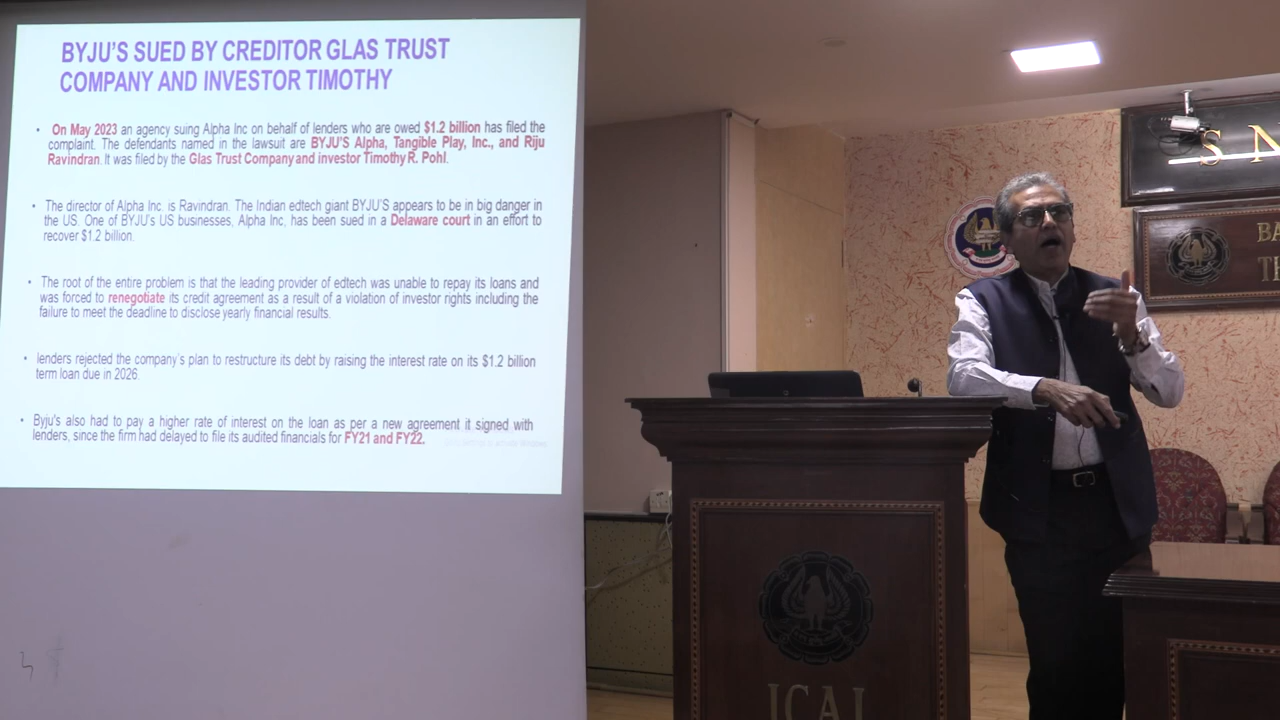 BYJU'S SUED BY CREDITOR GLAS TRUST
COMPANY AND INVESTOR TIMOTHY
• On May 2023 an agency suing Alpha Inc on behalf of lenders who are owed $1.2 billion has filed the
complaint. The defendants named in the lawsuit are BYJU'S Alpha, Tangible Play, Inc., and Riju
Ravindran. It was filed by the Glas Trust Company and investor Timothy R. Pohl.
• The director of Alpha Inc. is Ravindran. The Indian edtech giant BYJU'S appears to be in big danger in
the US. One of BYJU's US businesses, Alpha Inc, has been sued in a Delaware court in an effort to
recover $1.2 billion.
• The root of the entire problem is that the leading provider of edtech was unable to repay its loans and
was forced to renegotiate its credit agreement as a result of a violation of investor rights including the
failure to meet the deadline to disclose yearly financial results.
• lenders rejected the company's plan to restructure its debt by raising the interest rate on its $1.2 billion
term loan due in 2026.
• Byju's also had to pay a higher rate of interest on the loan as per a new agreement it signed with
lenders, since the firm had delayed to file its audited financials for FY21 and FY22.
S N
BA
TH
ICAI